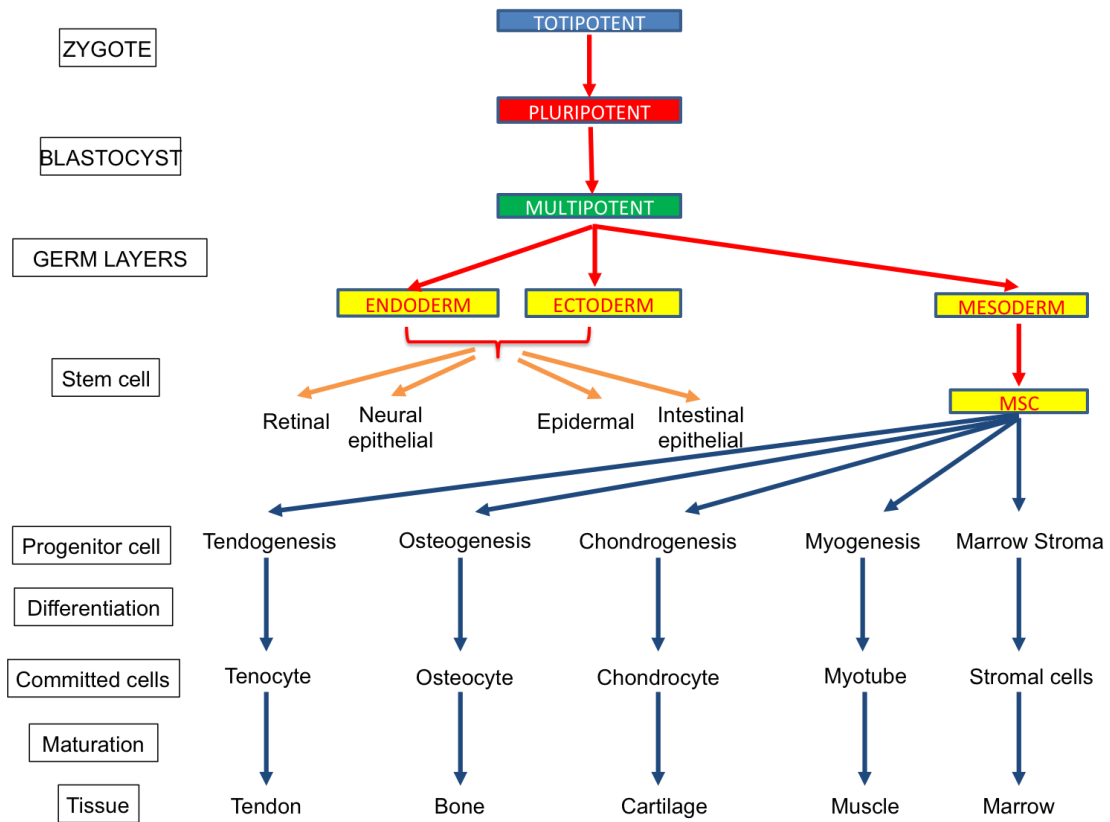 TOTIPOTENT
ZYGOTE
PLURIPOTENT
BLASTOCYST
MULTIPOTENT
GERM LAYERS
ENDODERM
ECTODERM
MESODERM
Stem cell
MSC
Retinal
Neural
epithelial
Epidermal
Intestinal
epithelial
Progenitor cell
Tendogenesis
Osteogenesis
Chondrogenesis
Myogenesis
Marrow Stroma
Differentiation
Committed cells
Tenocyte
Osteocyte
Chondrocyte
Myotube
Stromal cells
Maturation
Tissue
Tendon
Bone
Cartilage
Muscle
Marrow